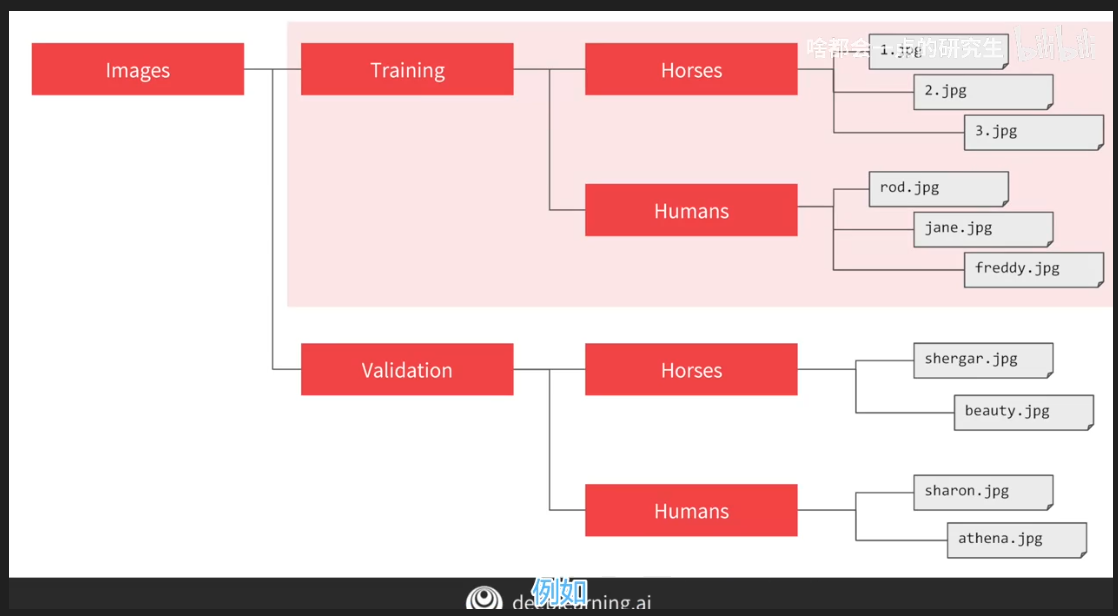 Images
Training
Horses
啥都会一点的研究生 bilibili
1.jpg
2.jpg
3.jpg
Humans
rod.jpg
jane.jpg
freddy.jpg
Validation
Horses
shergar.jpg
beauty.jpg
Humans
sharon.jpg
athena.jpg
例如
deeplearning.ai